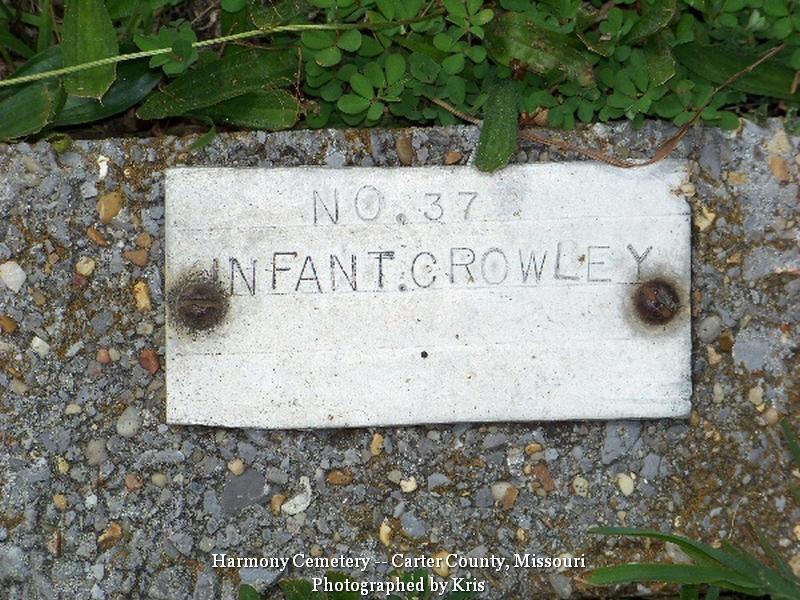 NO. 37
INFANT. CROWLEY
Harmony Cemetery -- Carter County, Missouri
Photographed by Kris